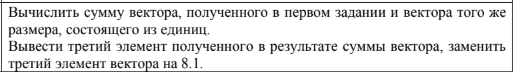 Вычислить сумму вектора, полученного в первом задании и вектора того же
размера, состоящего из единиц.
Вывести третий элемент полученного в результате суммы вектора, заменить
третий элемент вектора на 8.1.